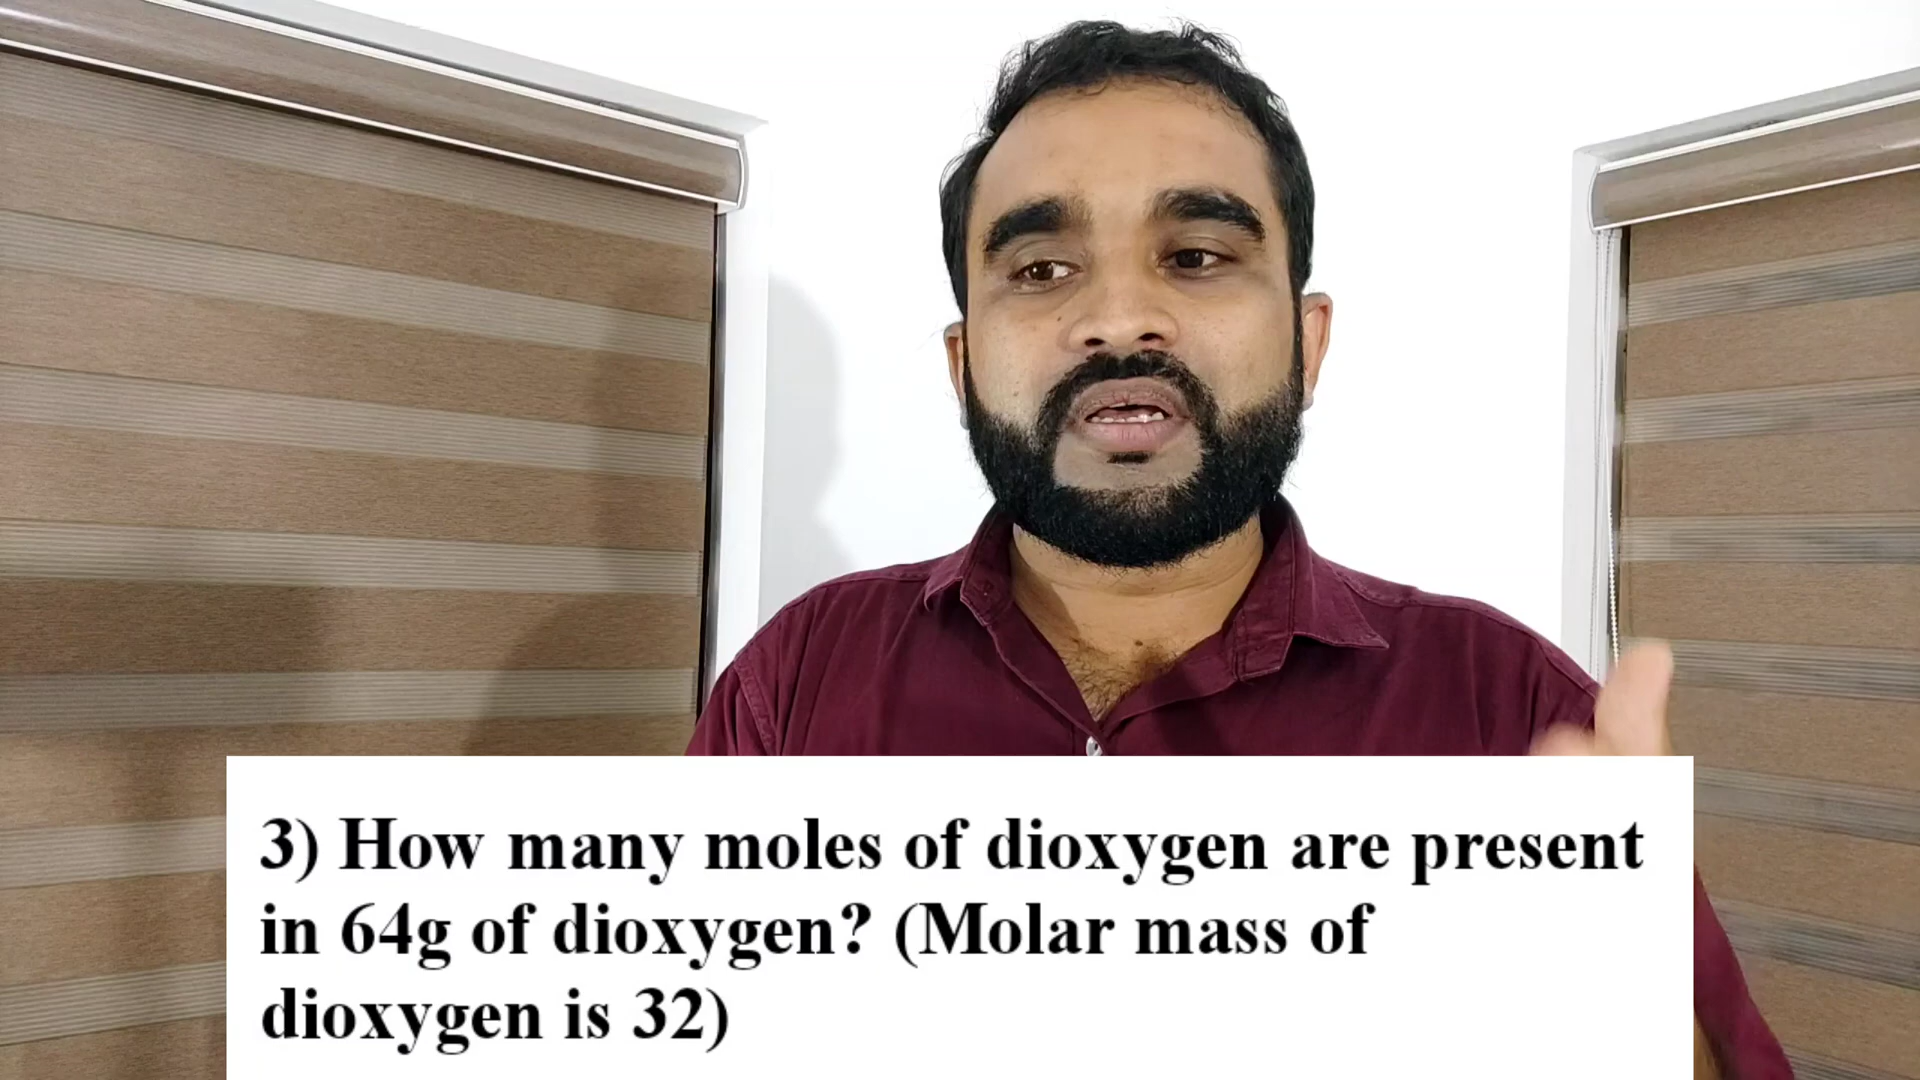 3) How many moles of dioxygen are present
in 64g of dioxygen? (Molar mass of
dioxygen is 32)